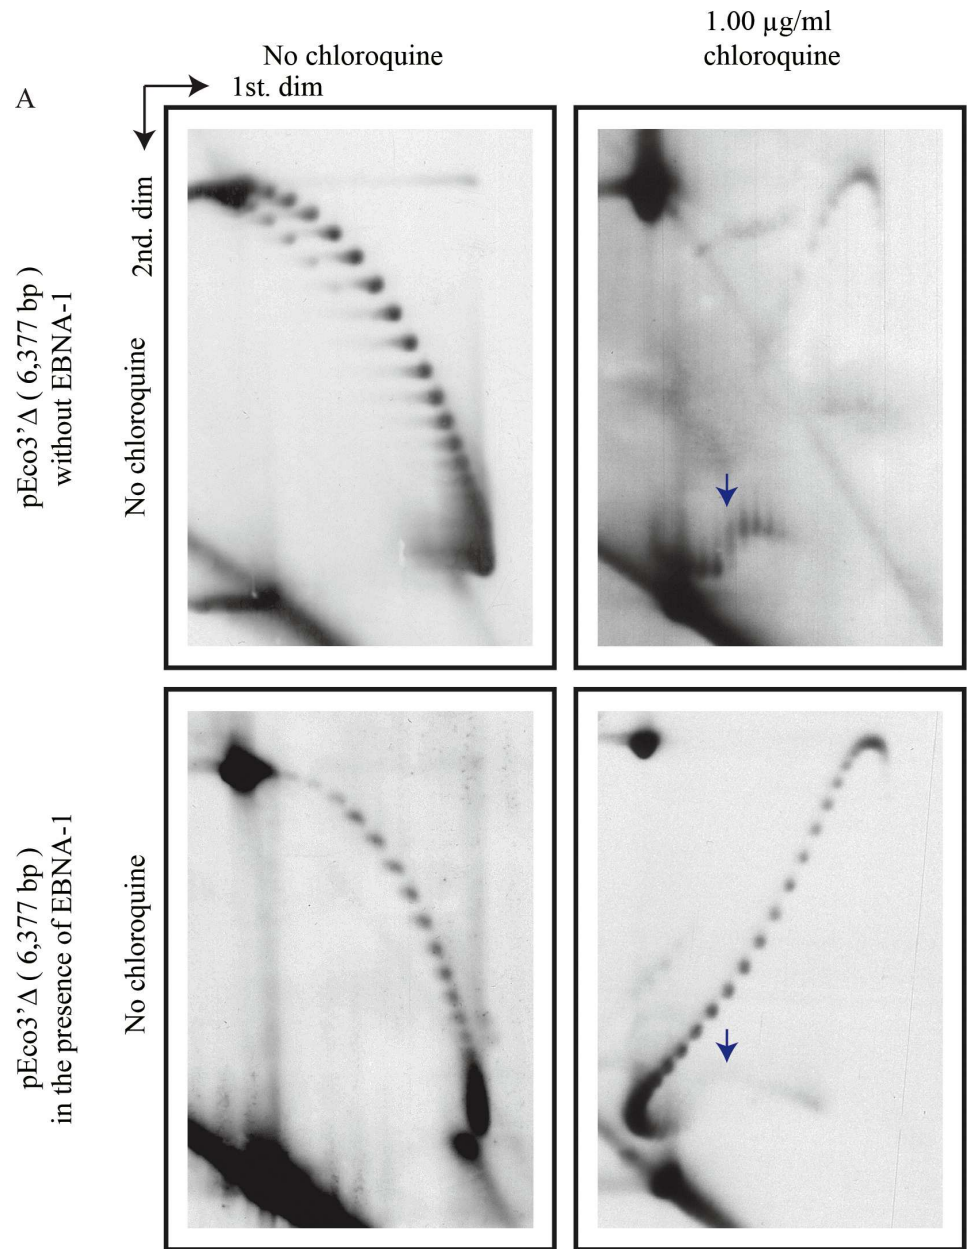 1.00 µg/ml
No chloroquine
chloroquine
1st. dim
A
2nd. dim
No chloroquine
pEco3’Δ ( 6,377 bp )
without EBNA-1
No chloroquine
pEco3’Δ ( 6,377 bp )
in the presence of EBNA-1